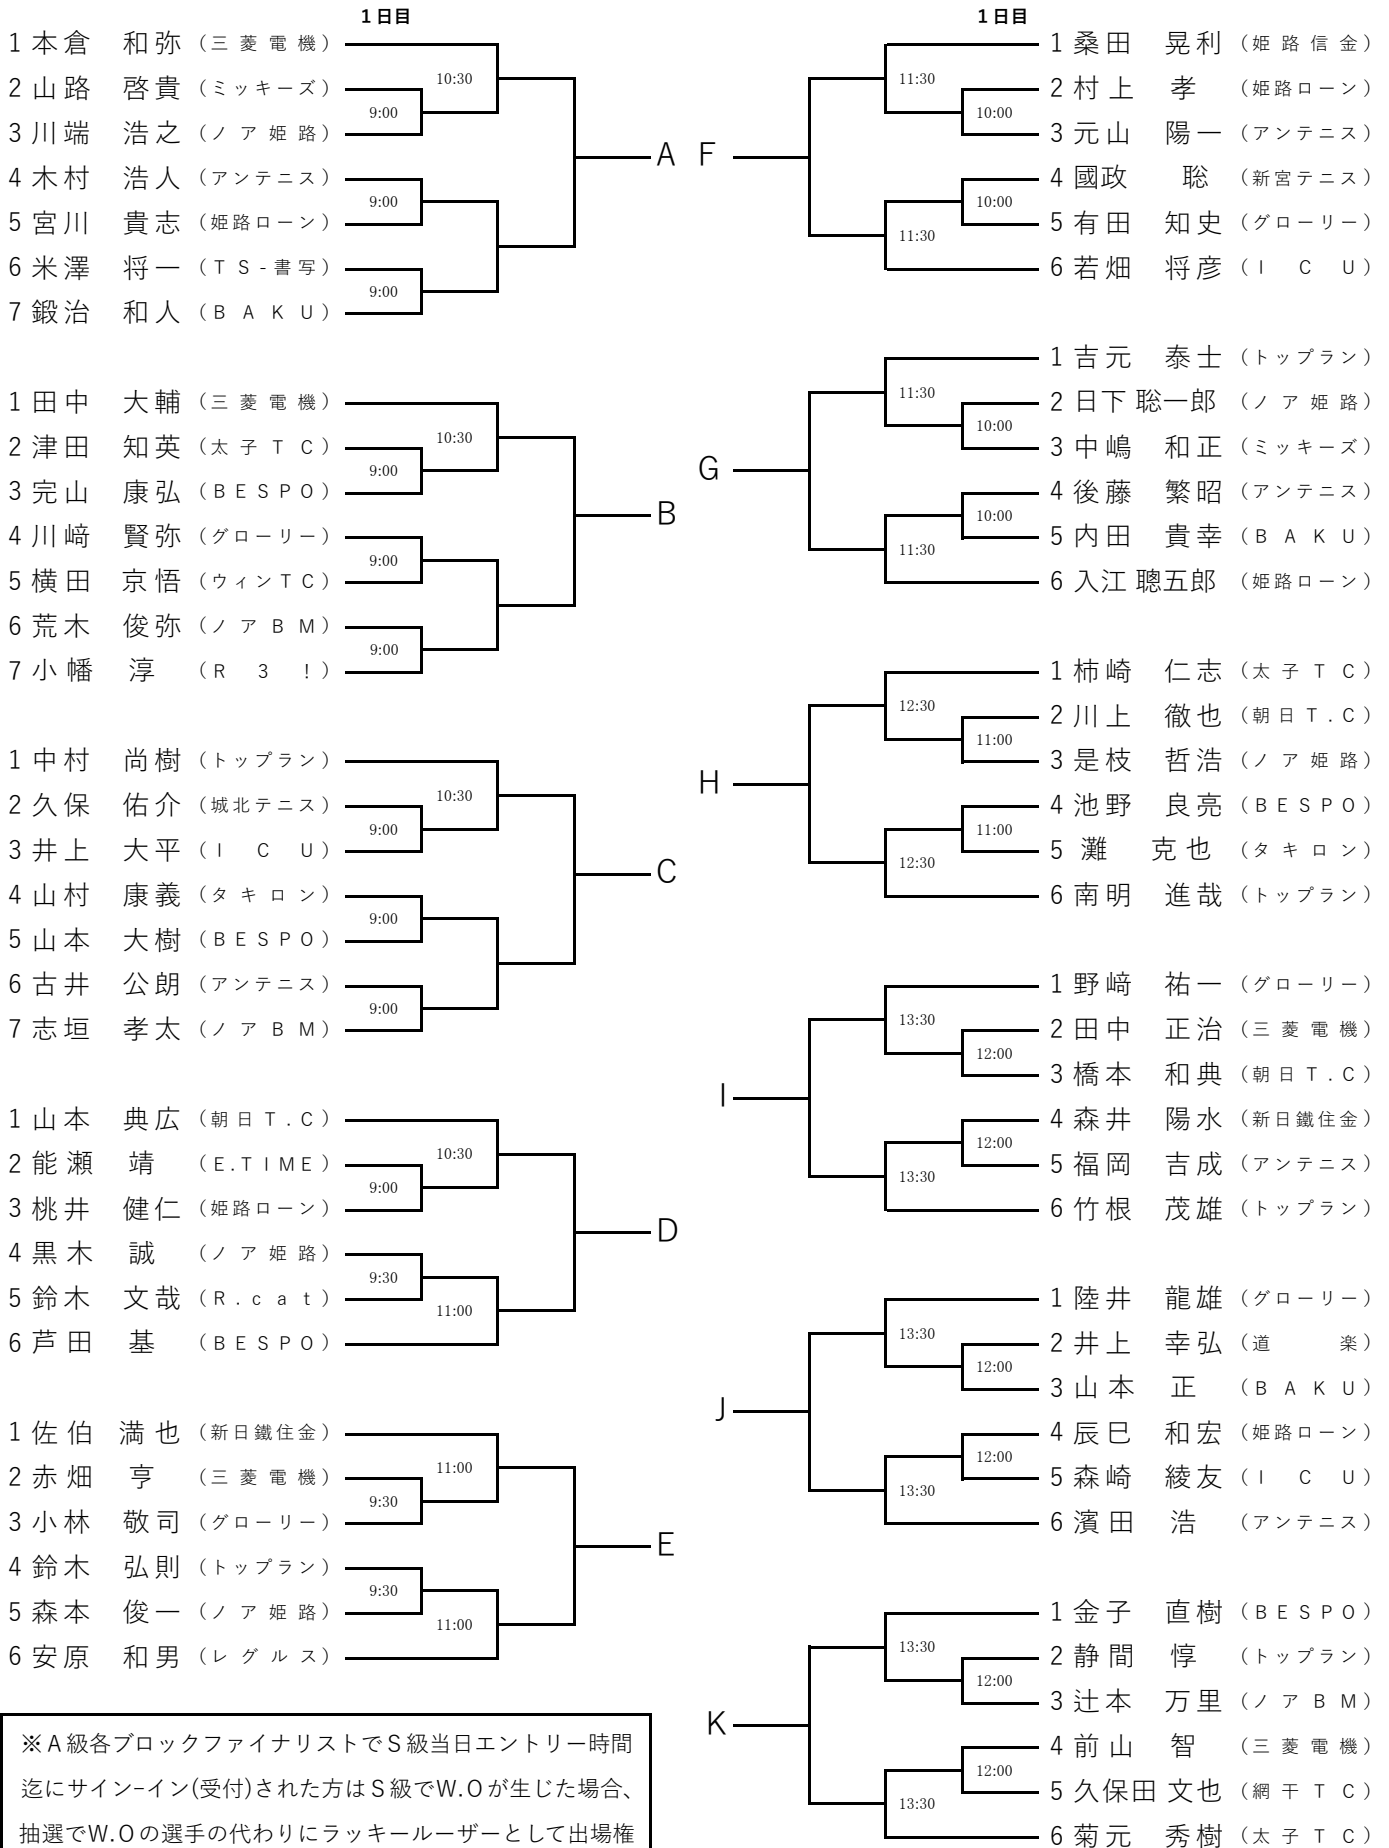 1日目
1 本倉 和弥 (三菱電機)
10:30
2 山路 啓貴 (ミッキーズ)
9:00
3 川端 浩之 (ノア姫路)
A
4 木村 浩人 (アンテニス)
9:00
5 宮川 貴志 (姫路ローン)
6 米澤 将一 (TS-書写)
9:00
7 鍛治 和人 (BAKU)
1 田中 大輔 (三菱電機)
10:30
2 津田 知英 (太子TC)
9:00
3 完山 康弘 (BESPO)
B
4 川﨑 賢弥 (グローリー)
9:00
5 横田 京悟 (ウィンTC)
6 荒木 俊弥 (ノアBM)
9:00
7 小幡 淳 (R3!)
1 中村 尚樹 (トップラン)
10:30
2 久保 佑介 (城北テニス)
9:00
3 井上 大平 (ICU)
C
4 山村 康義 (タキロン)
9:00
5 山本 大樹 (BESPO)
6 古井 公朗 (アンテニス)
9:00
7 志垣 孝太 (ノアBM)
1 山本 典広 (朝日T.C)
10:30
2 能瀬 靖 (E.TIME)
9:00
3 桃井 健仁 (姫路ローン)
D
4 黒木 誠 (ノア姫路)
9:30
5 鈴木 文哉 (R.cat)
11:00
6 芦田 基 (BESPO)
1 佐伯 満也 (新日鐵住金)
11:00
2 赤畑 亨 (三菱電機)
9:30
3 小林 敬司 (グローリー)
E
4 鈴木 弘則 (トップラン)
9:30
5 森本 俊一 (ノア姫路)
11:00
6 安原 和男 (レグルス)
※A級各ブロックファイナリストでS級当日エントリー時間
迄にサイン-イン(受付)された方はS級でW.Oが生じた場合、
抽選でW.Oの選手の代わりにラッキールーザーとして出場権
1日目
1 桑田 晃利 (姫路信金)
11:30
2 村上 孝 (姫路ローン)
10:00
3 元山 陽一 (アンテニス)
F
4 國政 聡 (新宮テニス)
10:00
5 有田 知史 (グローリー)
11:30
6 若畑 将彦 (ICU)
1 吉元 泰士 (トップラン)
11:30
2 日下 聡一郎 (ノア姫路)
10:00
3 中嶋 和正 (ミッキーズ)
G
4 後藤 繁昭 (アンテニス)
10:00
5 内田 貴幸 (BAKU)
11:30
6 入江 聰五郎 (姫路ローン)
1 柿崎 仁志 (太子TC)
12:30
2 川上 徹也 (朝日T.C)
11:00
3 是枝 哲浩 (ノア姫路)
H
4 池野 良亮 (BESPO)
11:00
5 灘 克也 (タキロン)
12:30
6 南明 進哉 (トップラン)
1 野﨑 祐一 (グローリー)
13:30
2 田中 正治 (三菱電機)
12:00
3 橋本 和典 (朝日T.C)
I
4 森井 陽水 (新日鐵住金)
12:00
5 福岡 吉成 (アンテニス)
13:30
6 竹根 茂雄 (トップラン)
1 陸井 龍雄 (グローリー)
13:30
2 井上 幸弘 (道楽)
12:00
3 山本 正 (BAKU)
J
4 辰巳 和宏 (姫路ローン)
12:00
5 森崎 綾友 (ICU)
13:30
6 濱田 浩 (アンテニス)
1 金子 直樹 (BESPO)
13:30
2 静間 惇 (トップラン)
12:00
3 辻本 万里 (ノアBM)
K
4 前山 智 (三菱電機)
12:00
5 久保田 文也 (網干TC)
13:30
6 菊元 秀樹 (太子TC)